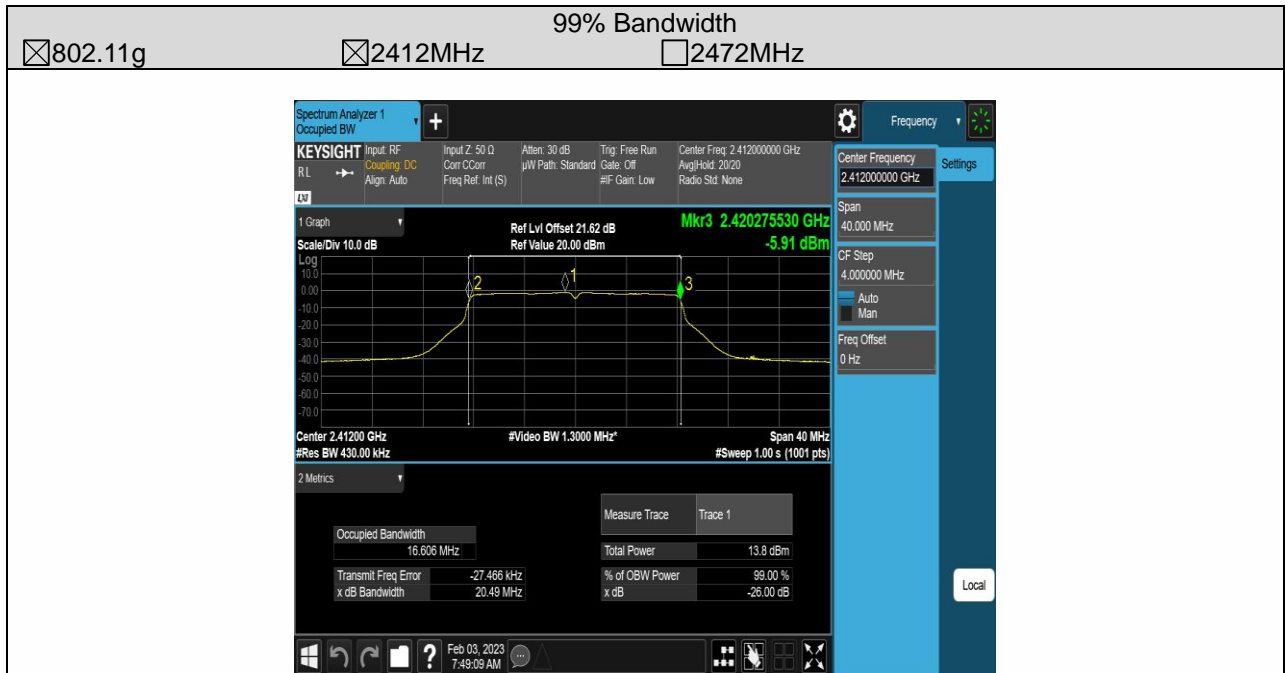 99% Bandwidth
☒802.11g ☒2412MHz ☐2472MHz
Spectrum Analyzer 1
Occupied BW
+
Frequency
KEYSIGHT Input: RF Input Z: 50 Ω Atten: 30 dB Trig: Free Run Center Freq: 2.412000000 GHz
RL Coupling: DC Corr CCorr µW Path: Standard Gate: Off Avg|Hold: 20/20
Align: Auto Freq Ref: Int (S) #IF Gain: Low Radio Std: None
LXI
1 Graph
Ref Lvl Offset 21.62 dB
Mkr3 2.420275530 GHz
Scale/Div 10.0 dB Ref Value 20.00 dBm -5.91 dBm
Log
10.0
0.00
-10.0
-20.0
-30.0
-40.0
-50.0
-60.0
-70.0
2 1 3
Center 2.41200 GHz #Video BW 1.3000 MHz* Span 40 MHz
#Res BW 430.00 kHz #Sweep 1.00 s (1001 pts)
2 Metrics
Measure Trace Trace 1
Occupied Bandwidth
16.606 MHz Total Power 13.8 dBm
Transmit Freq Error -27.466 kHz % of OBW Power 99.00 %
x dB Bandwidth 20.49 MHz x dB -26.00 dB
? Feb 03, 2023
7:49:09 AM
Center Frequency
2.412000000 GHz
Settings
Span
40.000 MHz
CF Step
4.000000 MHz
Auto
Man
Freq Offset
0 Hz
Local